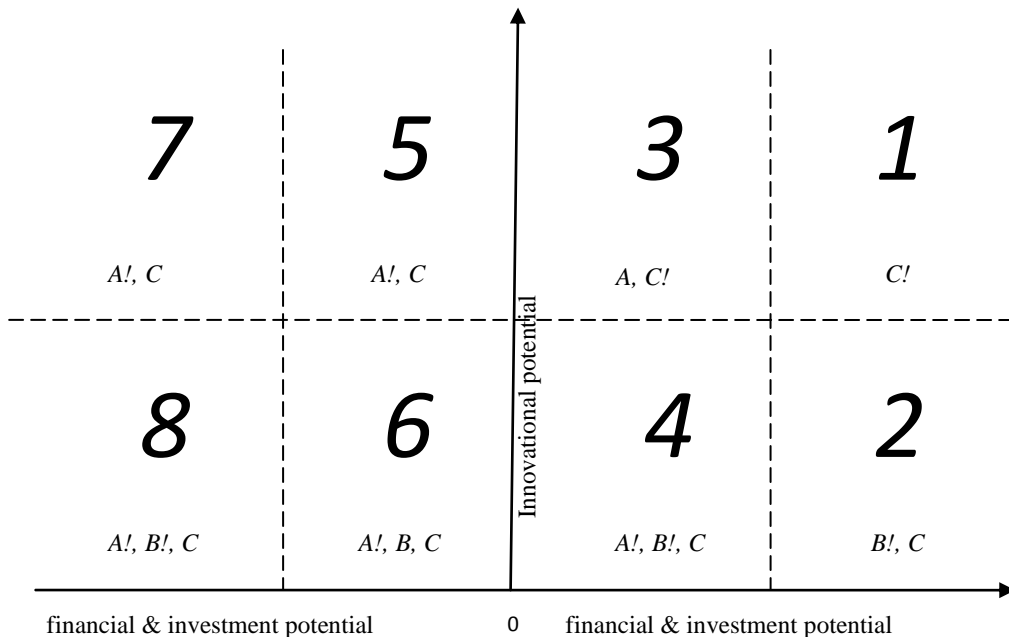 7 5 3 1
A!, C A!, C A, C! C!
Innovational potential
8 6 4 2
A!, B!, C A!, B, C A!, B!, C B!, C
financial & investment potential 0 financial & investment potential